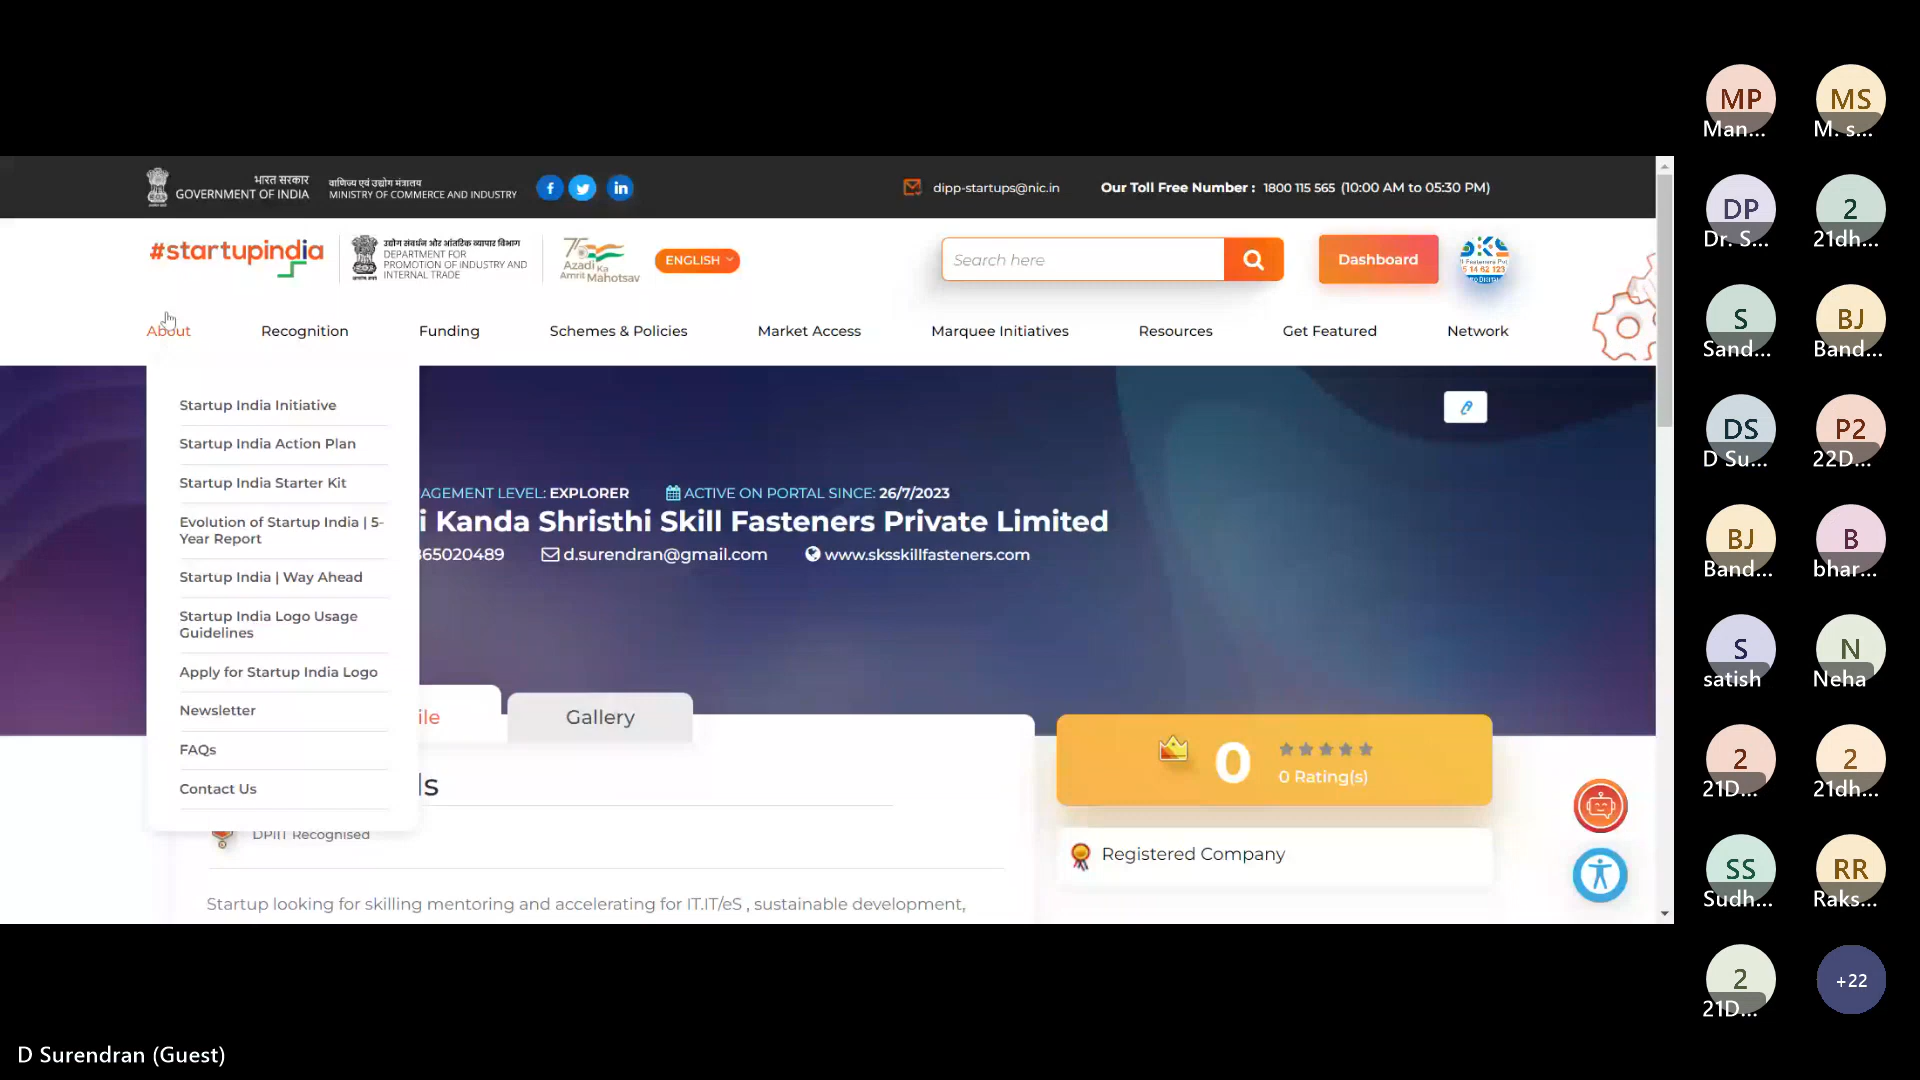 भारत सरकार
GOVERNMENT OF INDIA
वाणिज्य एवं उद्योग मंत्रालय
MINISTRY OF COMMERCE AND INDUSTRY
dipp-startups@nic.in
Our Toll Free Number : 1800 115 565 (10:00 AM to 05:30 PM)
#startupindia
उद्योग संवर्धन और आंतरिक व्यापार विभाग
DEPARTMENT FOR
PROMOTION OF INDUSTRY AND
INTERNAL TRADE
Azadi Ka
Amrit Mahotsav
ENGLISH
Search here
Dashboard
About
Recognition
Funding
Schemes & Policies
Market Access
Marquee Initiatives
Resources
Get Featured
Network
Startup India Initiative
Startup India Action Plan
Startup India Starter Kit
Evolution of Startup India | 5-
Year Report
Startup India | Way Ahead
Startup India Logo Usage
Guidelines
Apply for Startup India Logo
Newsletter
FAQs
Contact Us
AGEMENT LEVEL: EXPLORER
ACTIVE ON PORTAL SINCE: 26/7/2023
i Kanda Shristhi Skill Fasteners Private Limited
65020489
d.surendran@gmail.com
www.sksskillfasteners.com
ile
Gallery
ls
DPIIT Recognised
Startup looking for skilling mentoring and accelerating for IT.IT/eS , sustainable development,
0
0 Rating(s)
Registered Company
MP
Man...
MS
M. s...
DP
Dr. S...
2
21dh...
S
Sand...
BJ
Band...
DS
D Su...
P2
22D...
BJ
Band...
B
bhar...
S
satish
N
Neha
2
21D...
2
21dh...
SS
Sudh...
RR
Raks...
2
21D...
+22
D Surendran (Guest)